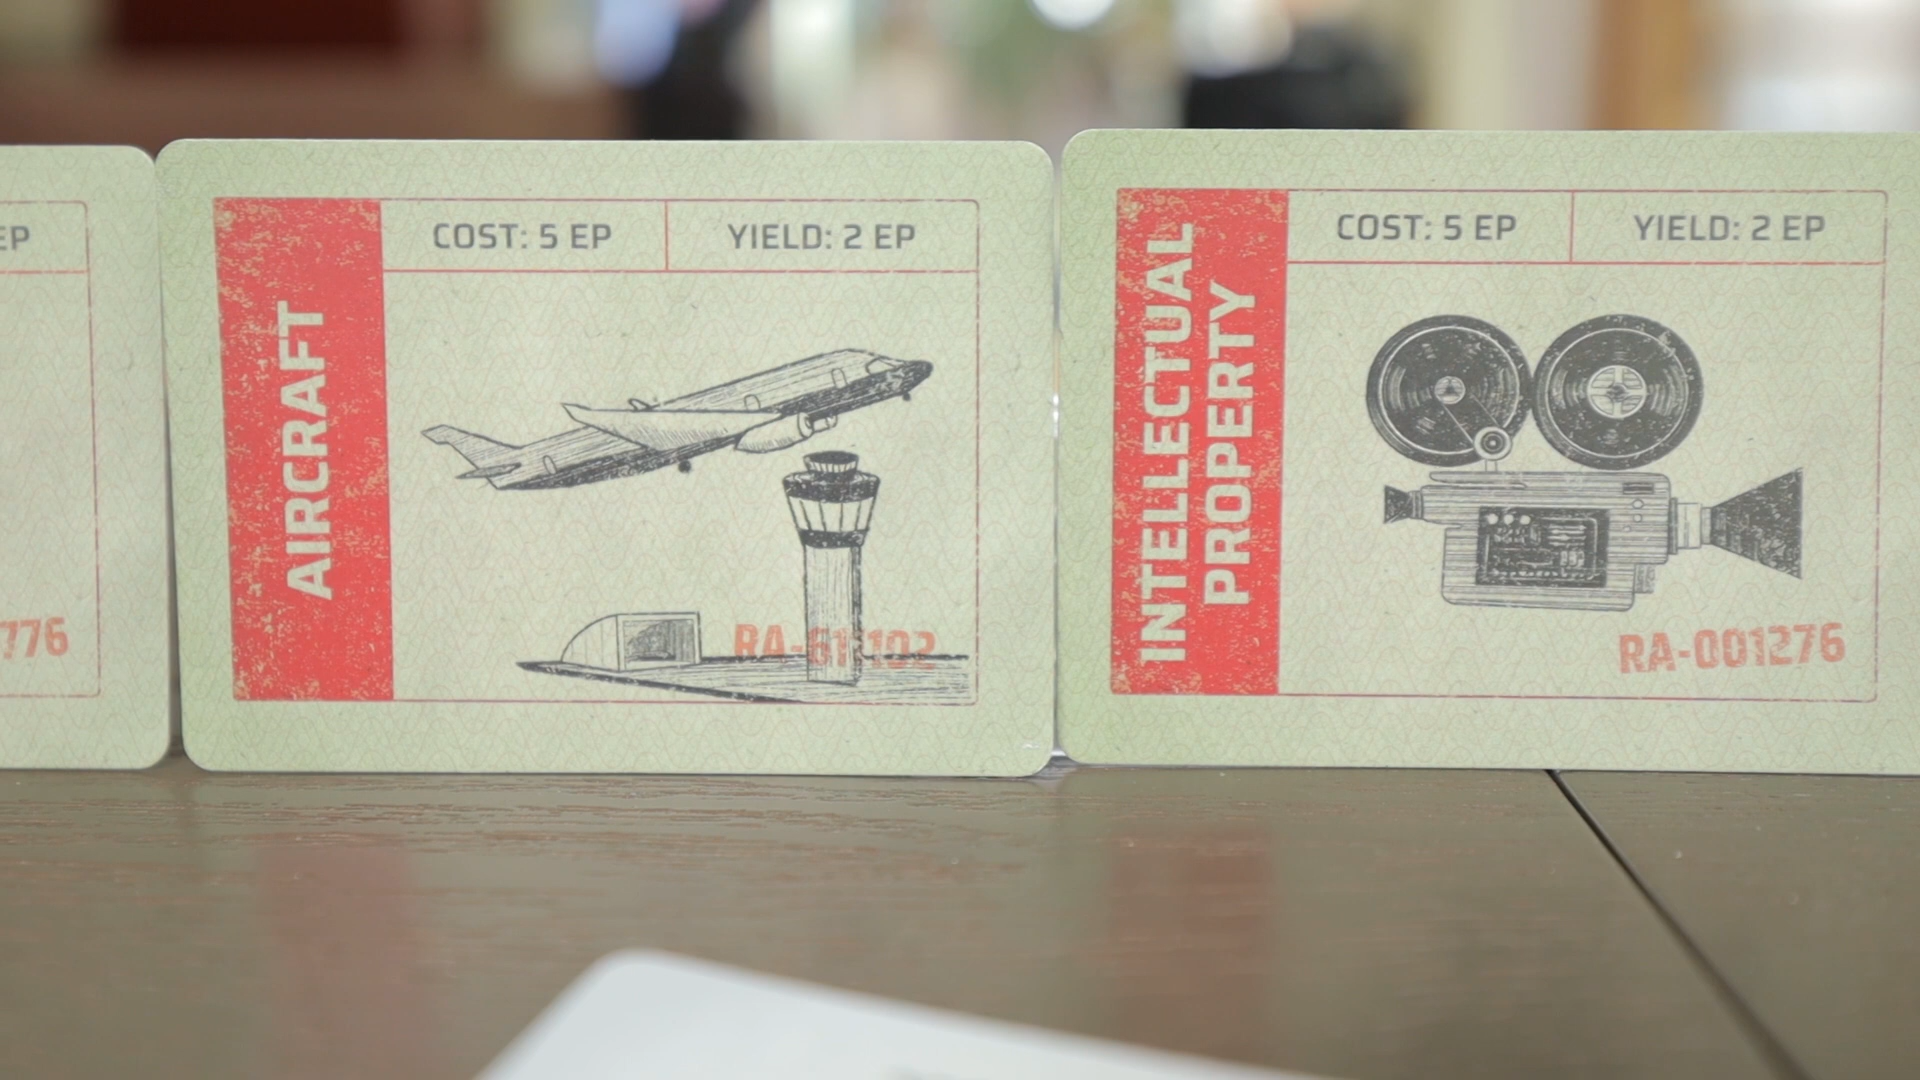 EP
776
AIRCRAFT
COST: 5 EP
YIELD: 2 EP
INTELLECTUAL
PROPERTY
COST: 5 EP
YIELD: 2 EP
RA-001276